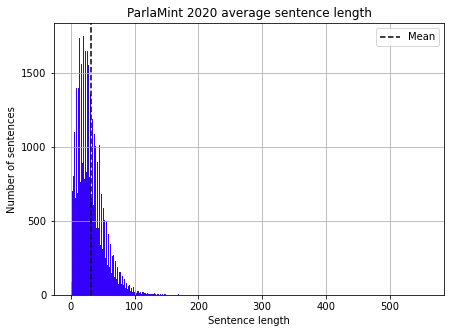 ParlaMint 2020 average sentence length
Mean
Number of sentences
1500
1000
500
0
0 100 200 300 400 500
Sentence length